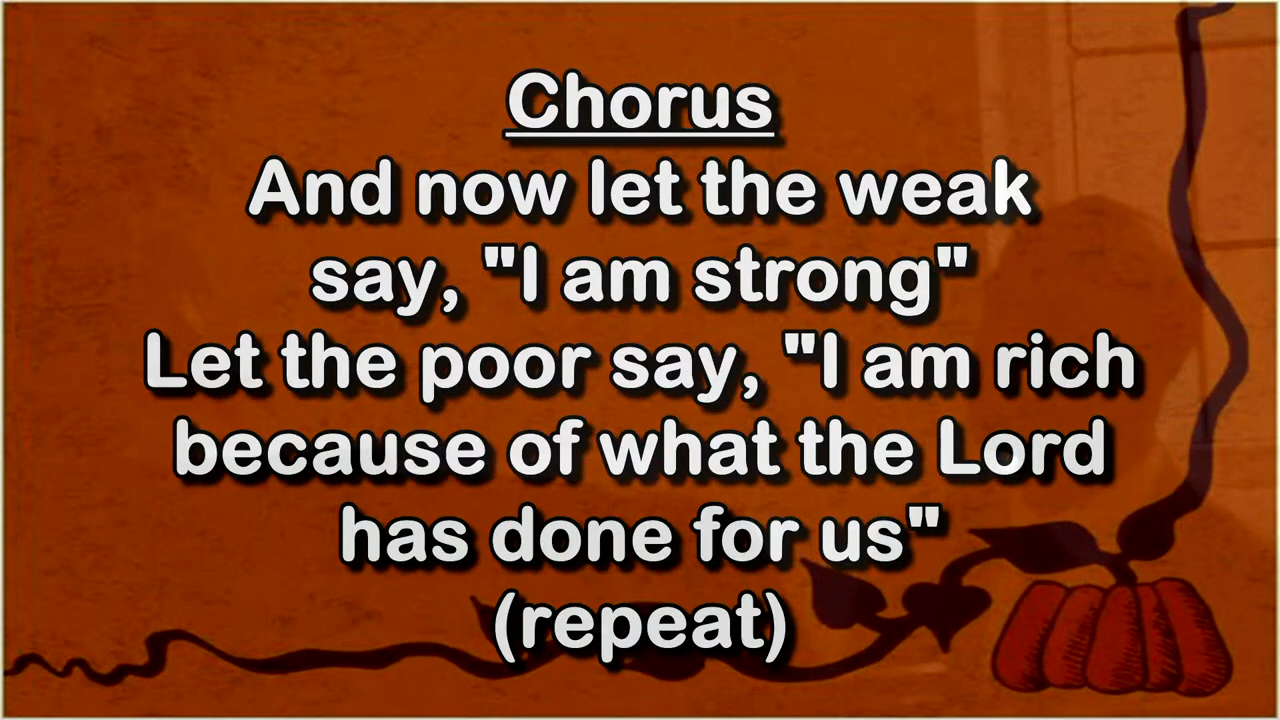 Chorus
And now let the weak
say, "I am strong"
Let the poor say, "I am rich
because of what the Lord
has done for us"
(repeat)